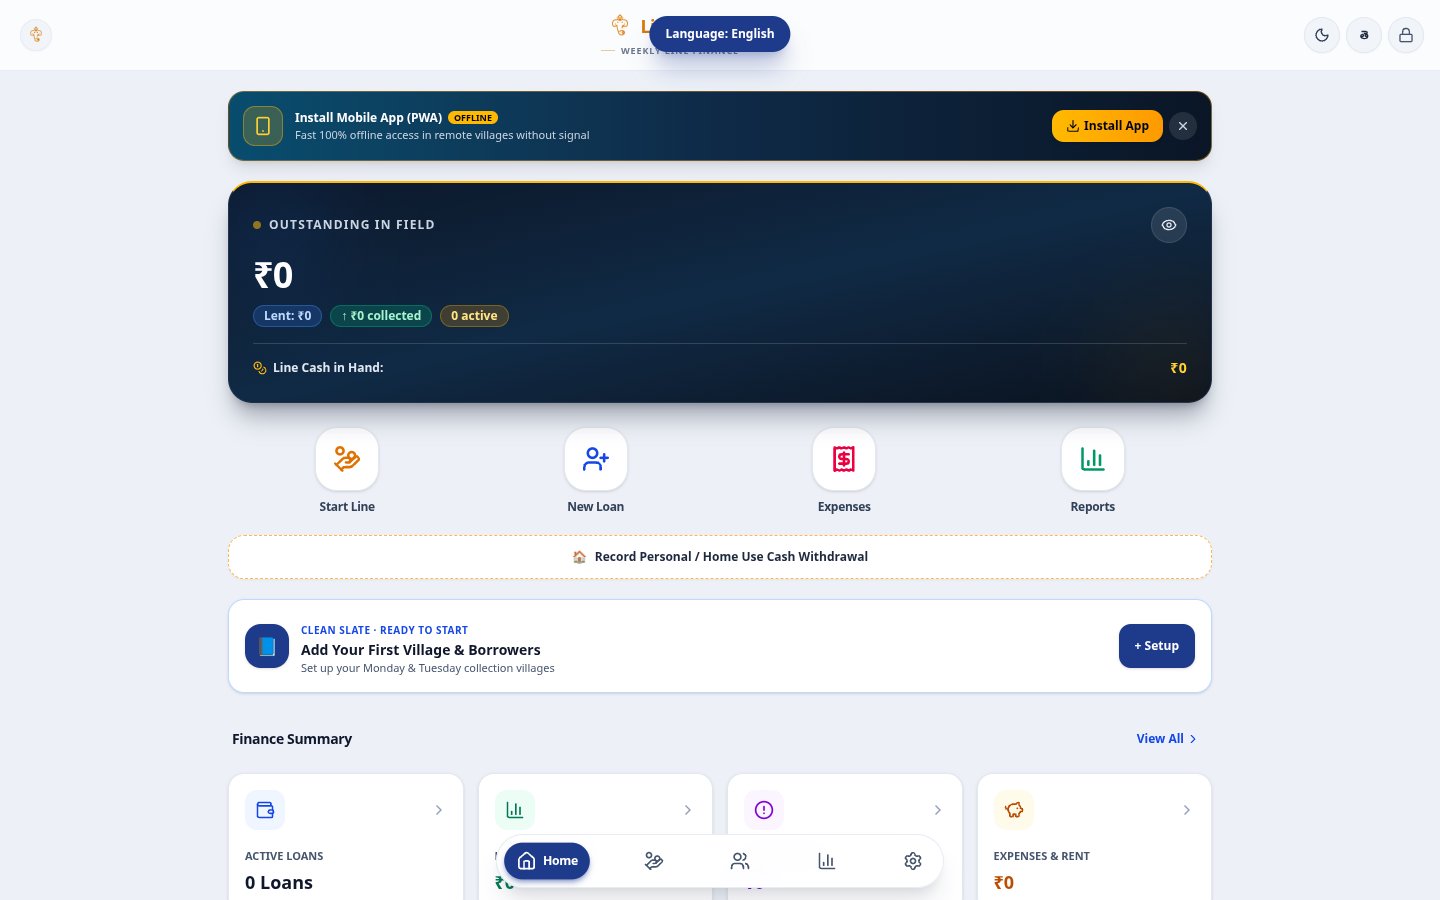 Language: English
WEEKLY LINE FINANCE
Install Mobile App (PWA) OFFLINE
Fast 100% offline access in remote villages without signal
Install App
OUTSTANDING IN FIELD
₹0
Lent: ₹0
↑ ₹0 collected
0 active
Line Cash in Hand:
₹0
Start Line
New Loan
Expenses
Reports
Record Personal / Home Use Cash Withdrawal
CLEAN SLATE · READY TO START
Add Your First Village & Borrowers
Set up your Monday & Tuesday collection villages
+ Setup
Finance Summary
View All
ACTIVE LOANS
0 Loans
EXPENSES & RENT
₹0
Home